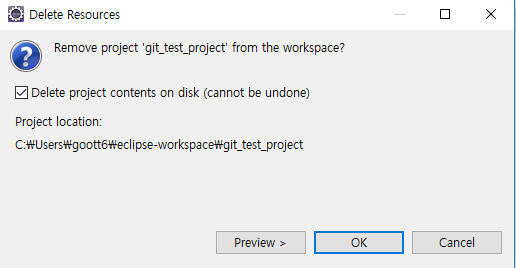 Delete Resources
Remove project 'git_test_project' from the workspace?
Delete project contents on disk (cannot be undone)
Project location:
C:₩Users₩goott6₩eclipse-workspace₩git_test_project
Preview >
OK
Cancel